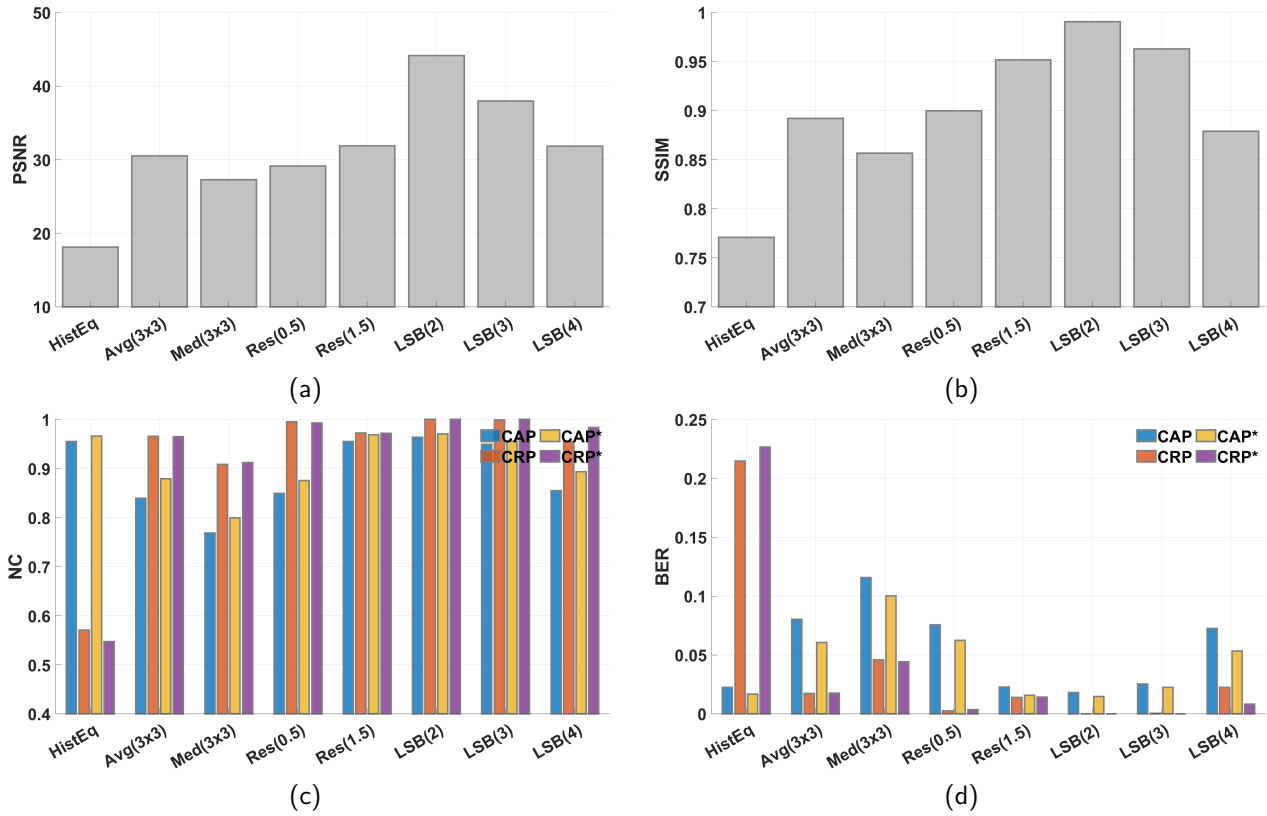 50
40
30
20
10
PSNR
HistEq
Avg(3x3)
Med(3x3)
Res(0.5)
Res(1.5)
LSB(2)
LSB(3)
LSB(4)
(a)
1
0.95
0.9
0.85
0.8
0.75
0.7
SSIM
HistEq
Avg(3x3)
Med(3x3)
Res(0.5)
Res(1.5)
LSB(2)
LSB(3)
LSB(4)
(b)
1
0.9
0.8
0.7
0.6
0.5
0.4
NC
CAP CAP*
CRP CRP*
HistEq
Avg(3x3)
Med(3x3)
Res(0.5)
Res(1.5)
LSB(2)
LSB(3)
LSB(4)
(c)
0.25
0.2
0.15
0.1
0.05
0
BER
CAP CAP*
CRP CRP*
HistEq
Avg(3x3)
Med(3x3)
Res(0.5)
Res(1.5)
LSB(2)
LSB(3)
LSB(4)
(d)